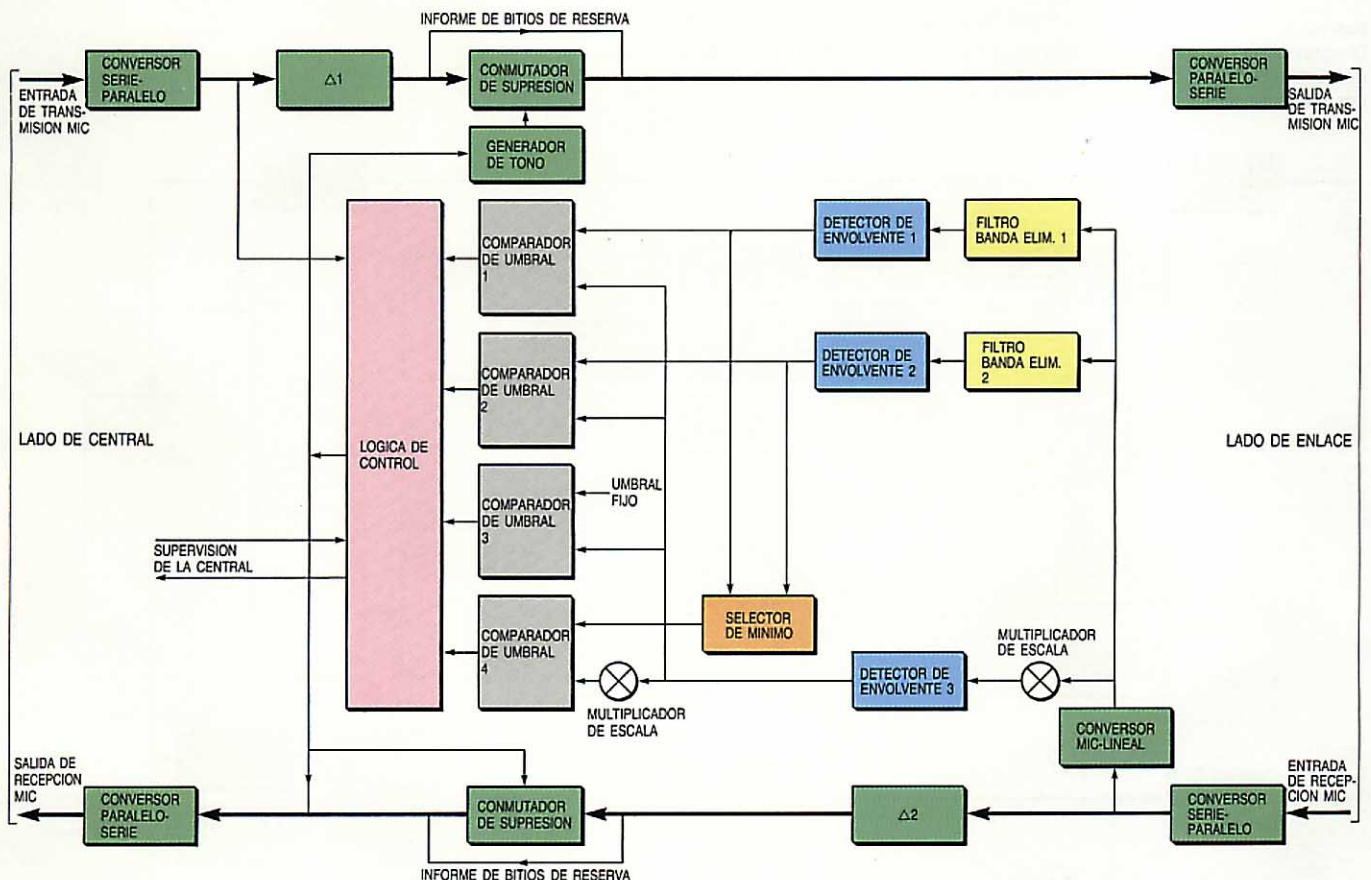 INFORME DE BITIOS DE RESERVA
CONVERSOR
SERIE-
PARALELO
△1
CONMUTADOR
DE SUPRESION
CONVERSOR
PARALELO-
SERIE
ENTRADA
DE TRANS-
MISION MIC
SALIDA
DE TRANS-
MISION MIC
GENERADOR
DE TONO
COMPARADOR
DE UMBRAL
1
DETECTOR DE
ENVOLVENTE 1
FILTRO
BANDA ELIM. 1
COMPARADOR
DE UMBRAL
2
DETECTOR DE
ENVOLVENTE 2
FILTRO
BANDA ELIM.
2
LADO DE CENTRAL
LOGICA DE
CONTROL
LADO DE ENLACE
COMPARADOR
DE UMBRAL
3
UMBRAL
FIJO
SUPERVISION
DE LA CENTRAL
COMPARADOR
DE UMBRAL
4
SELECTOR
DE MINIMO
MULTIPLICADOR
DE ESCALA
DETECTOR DE
ENVOLVENTE 3
MULTIPLICADOR
DE ESCALA
CONVERSOR
MIC-LINEAL
SALIDA DE
RECEPCION
MIC
CONVERSOR
PARALELO-
SERIE
CONMUTADOR
DE SUPRESION
△2
CONVERSOR
SERIE-
PARALELO
ENTRADA
DE RECEP-
CION MIC
INFORME DE BITIOS DE RESERVA